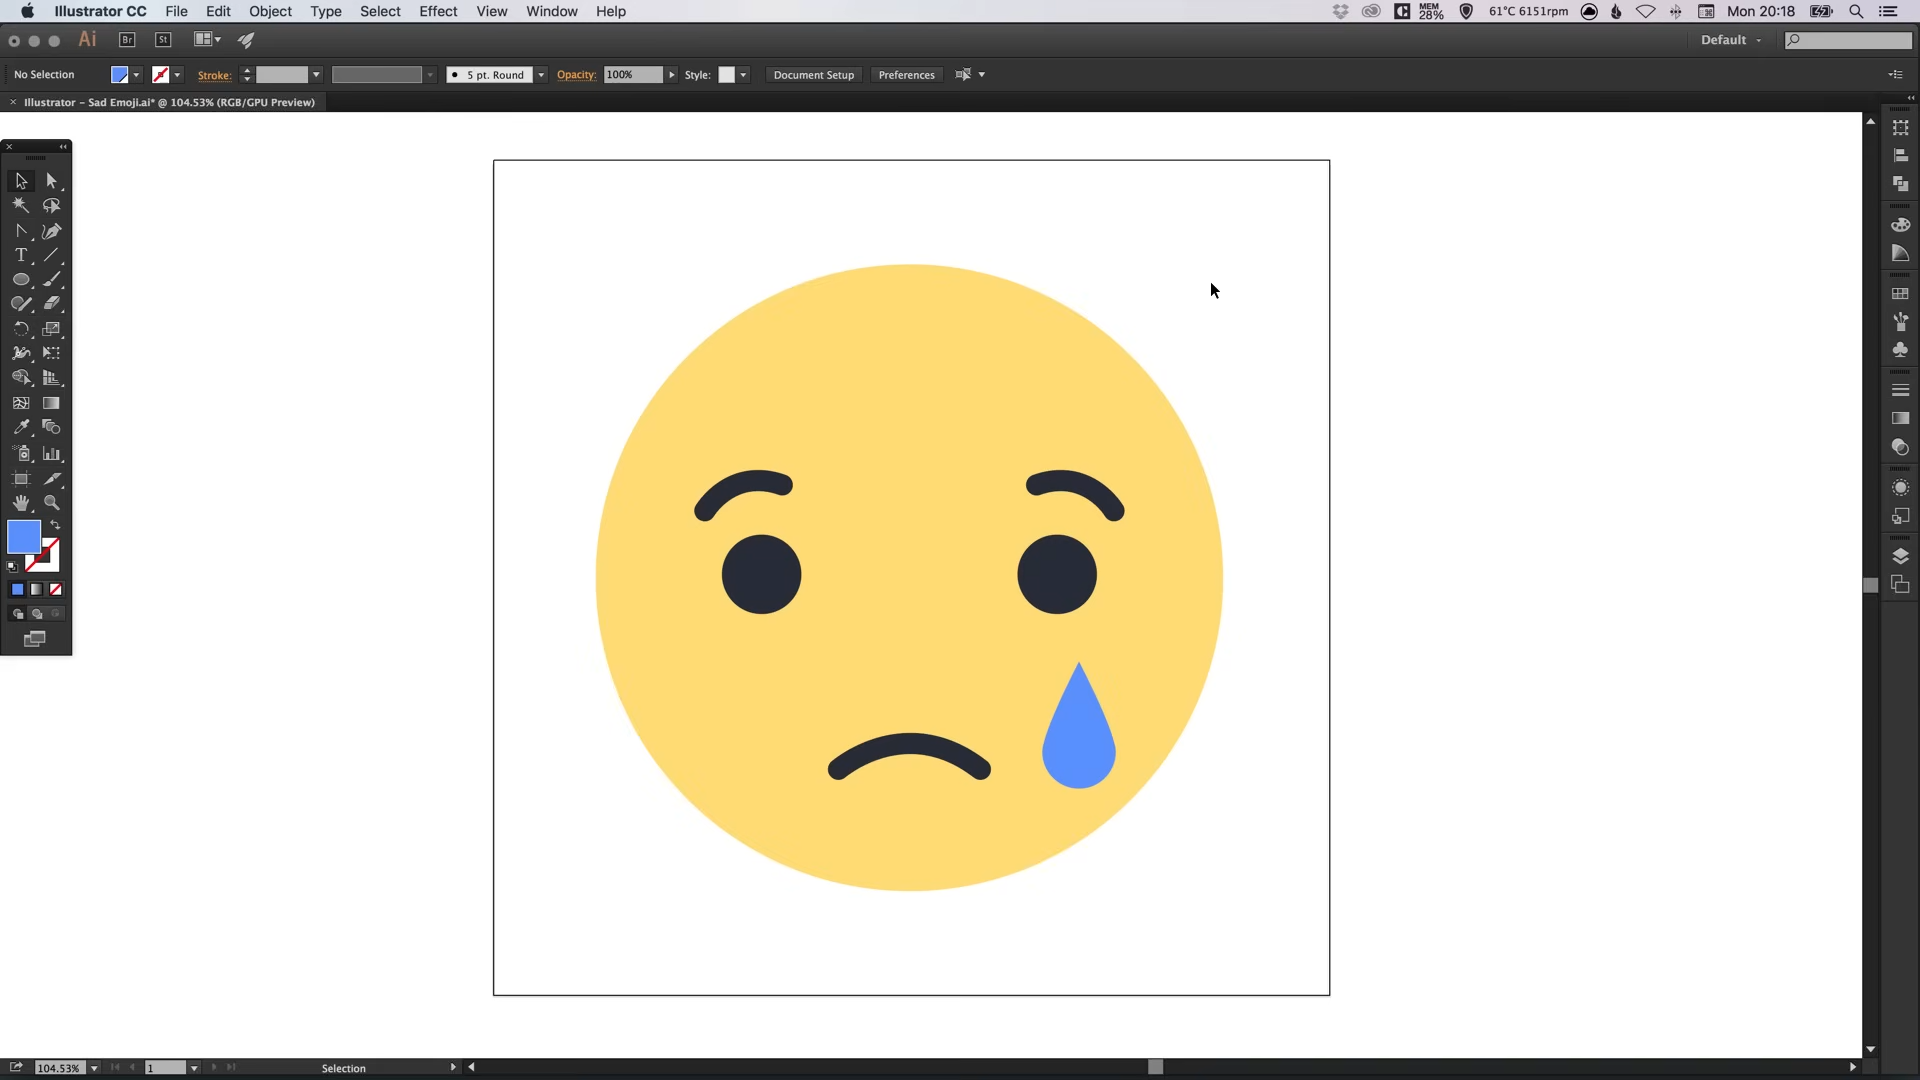 Illustrator CC File Edit Object Type Select Effect View Window Help MEM 28% 61°C 6151rpm Mon 20:18
Ai Br St Default
No Selection Stroke: 5 pt. Round Opacity: 100% Style: Document Setup Preferences
× Illustrator – Sad Emoji.ai* @ 104.53% (RGB/GPU Preview)
T
104.53% 1 Selection